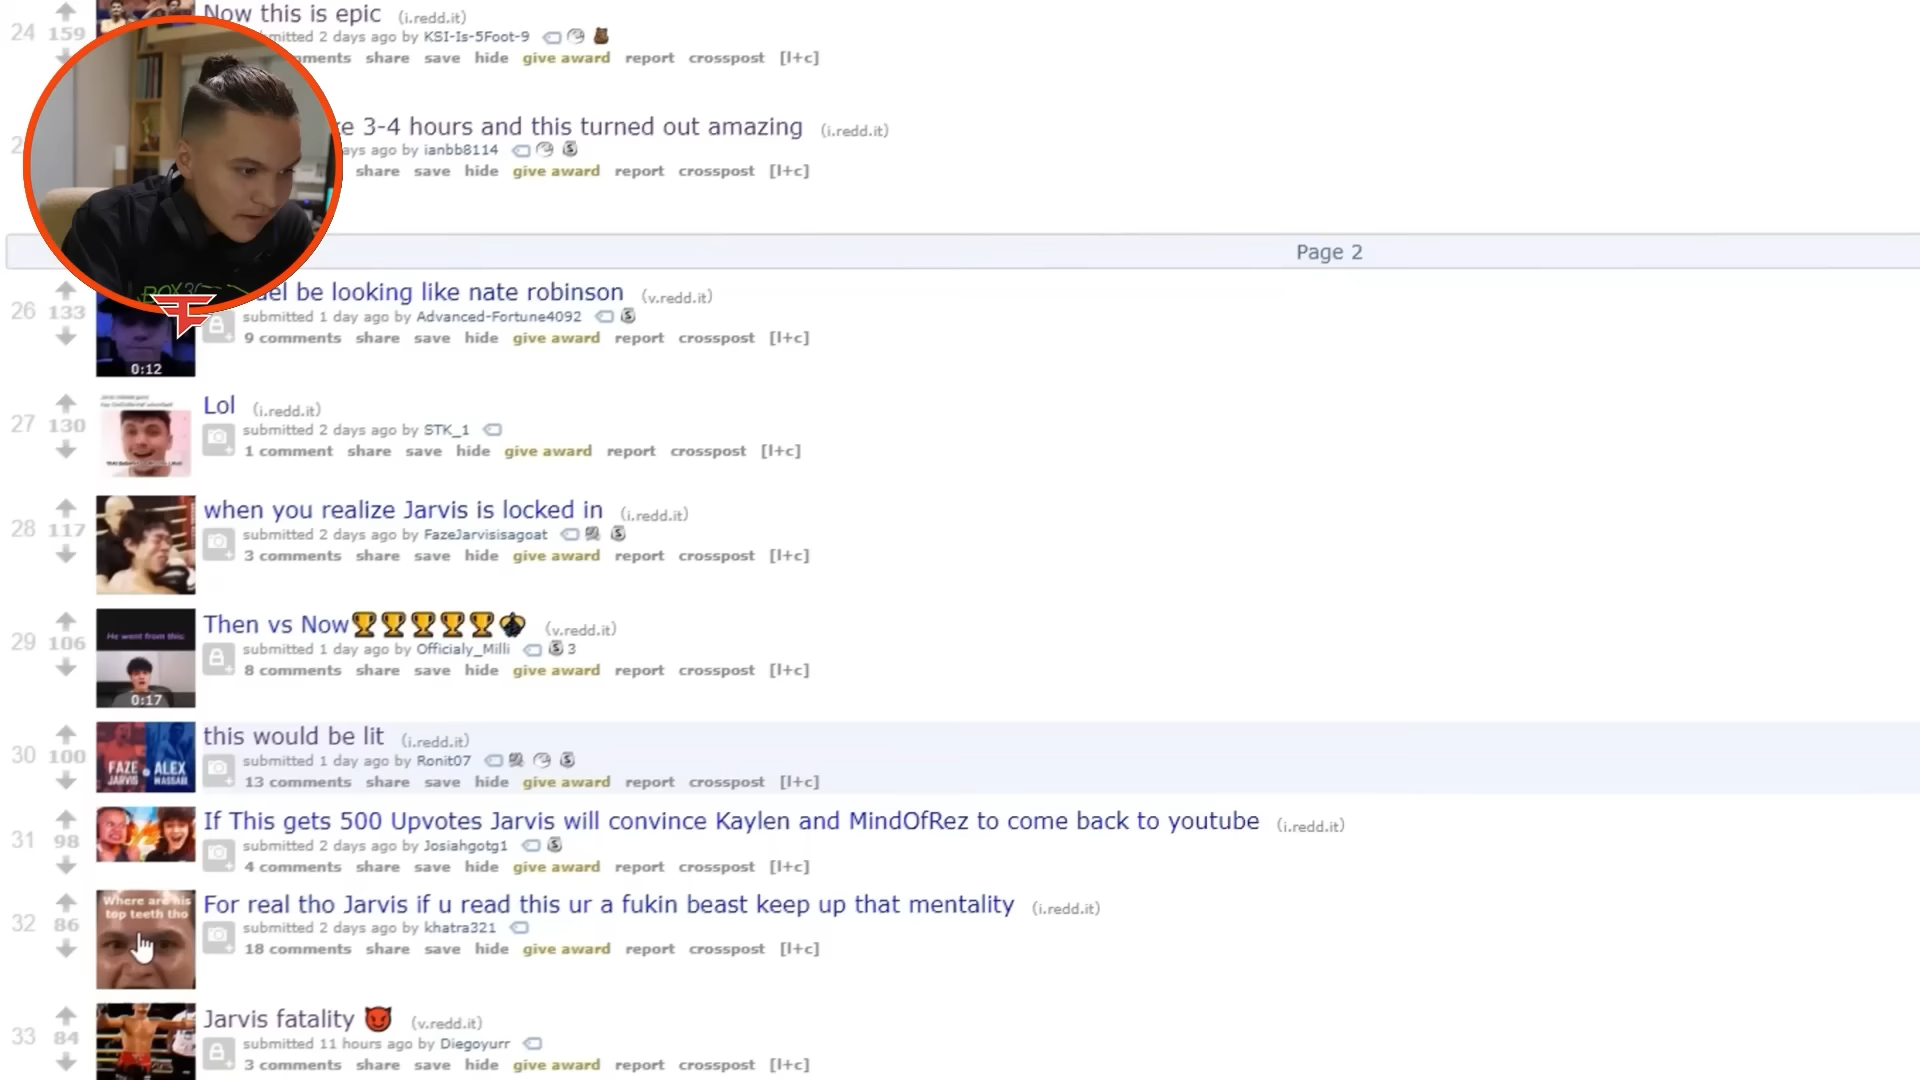 24 159 Now this is epic (i.redd.it)
submitted 2 days ago by KSI-Is-5Foot-9
comments share save hide give award report crosspost [l+c]
3-4 hours and this turned out amazing (i.redd.it)
days ago by ianbb8114
share save hide give award report crosspost [l+c]
Page 2
26 133 be looking like nate robinson (v.redd.it)
submitted 1 day ago by Advanced-Fortune4092
9 comments share save hide give award report crosspost [l+c]
0:12
27 130 Lol (i.redd.it)
submitted 2 days ago by STK_1
1 comment share save hide give award report crosspost [l+c]
28 117 when you realize Jarvis is locked in (i.redd.it)
submitted 2 days ago by FazeJarvisisagoat
3 comments share save hide give award report crosspost [l+c]
29 106 Then vs Now🏆🏆🏆🏆🏆 (v.redd.it)
He went from this:
submitted 1 day ago by Officialy_Milli 3
8 comments share save hide give award report crosspost [l+c]
0:17
30 100 this would be lit (i.redd.it)
submitted 1 day ago by Ronit07
FAZE ALEX
JARVIS WASSABI
13 comments share save hide give award report crosspost [l+c]
31 98 If This gets 500 Upvotes Jarvis will convince Kaylen and MindOfRez to come back to youtube (i.redd.it)
submitted 2 days ago by Josiahgotg1
4 comments share save hide give award report crosspost [l+c]
32 86 For real tho Jarvis if u read this ur a fukin beast keep up that mentality (i.redd.it)
Where are his
top teeth tho
submitted 2 days ago by khatra321
18 comments share save hide give award report crosspost [l+c]
33 84 Jarvis fatality 😈 (v.redd.it)
submitted 11 hours ago by Diegoyurr
3 comments share save hide give award report crosspost [l+c]